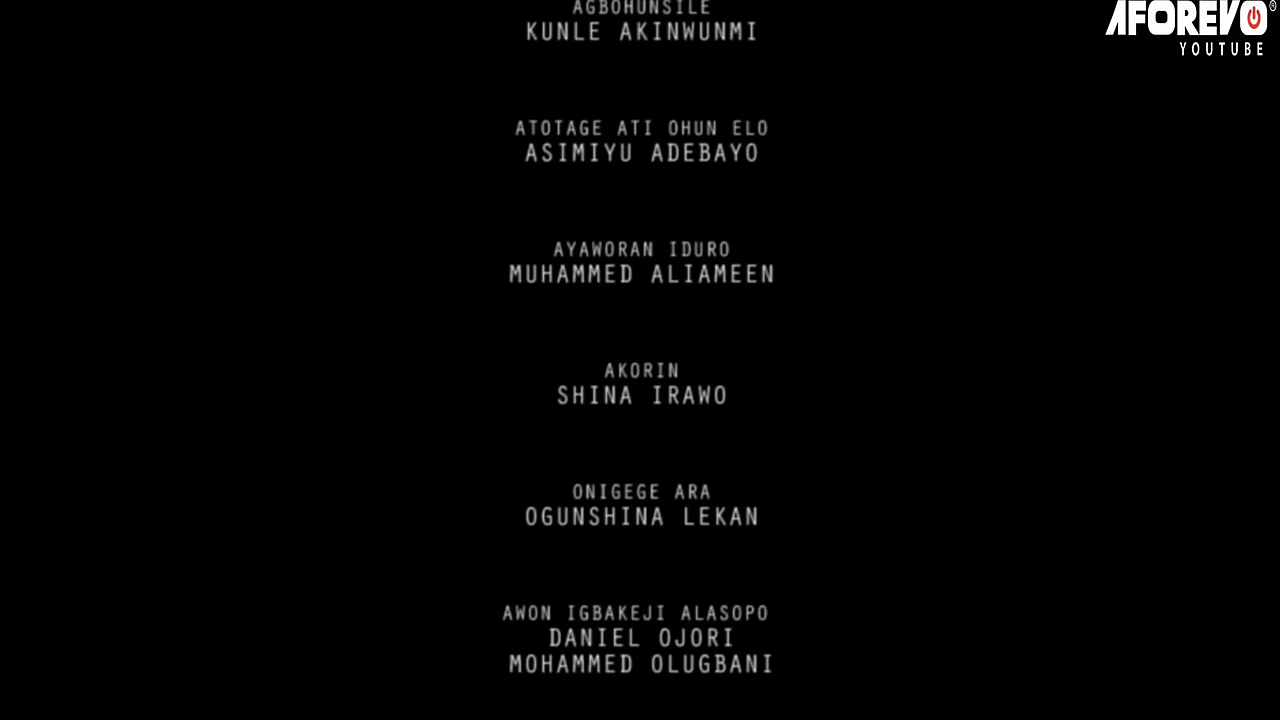 AGBOHUNSILE
KUNLE AKINWUNMI
AFOREVO®
YOUTUBE
ATOTAGE ATI OHUN ELO
ASIMIYU ADEBAYO
AYAWORAN IDURO
MUHAMMED ALIAMEEN
AKORIN
SHINA IRAWO
ONIGEGE ARA
OGUNSHINA LEKAN
AWON IGBAKEJI ALASOPO
DANIEL OJORI
MOHAMMED OLUGBANI